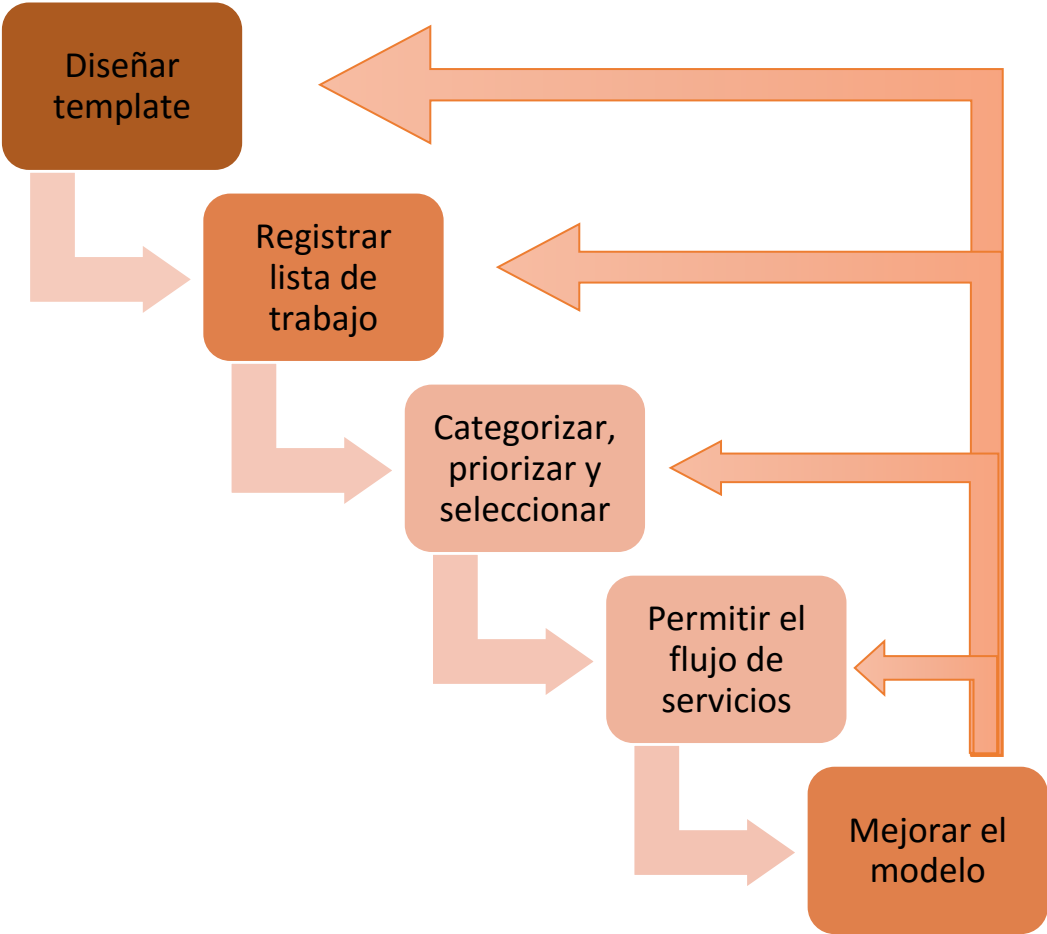 Diseñar
template
Registrar
lista de
trabajo
Categorizar,
priorizar y
seleccionar
Permitir el
flujo de
servicios
Mejorar el
modelo